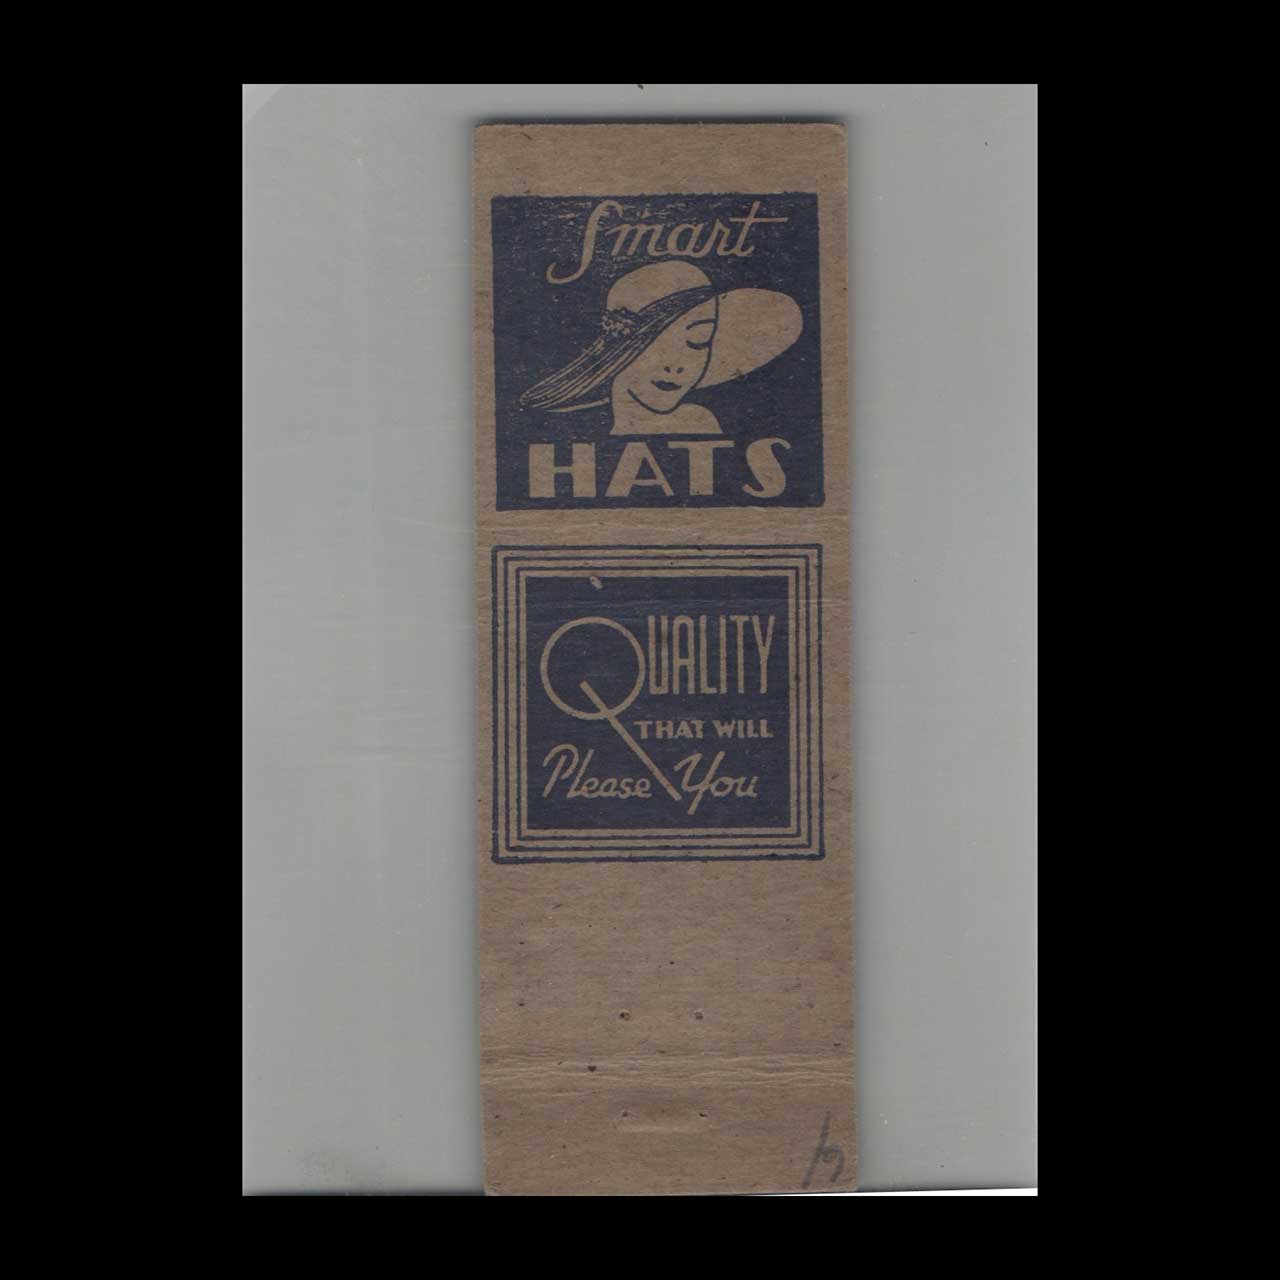 Smart
HATS
QUALITY
THAT WILL
Please You